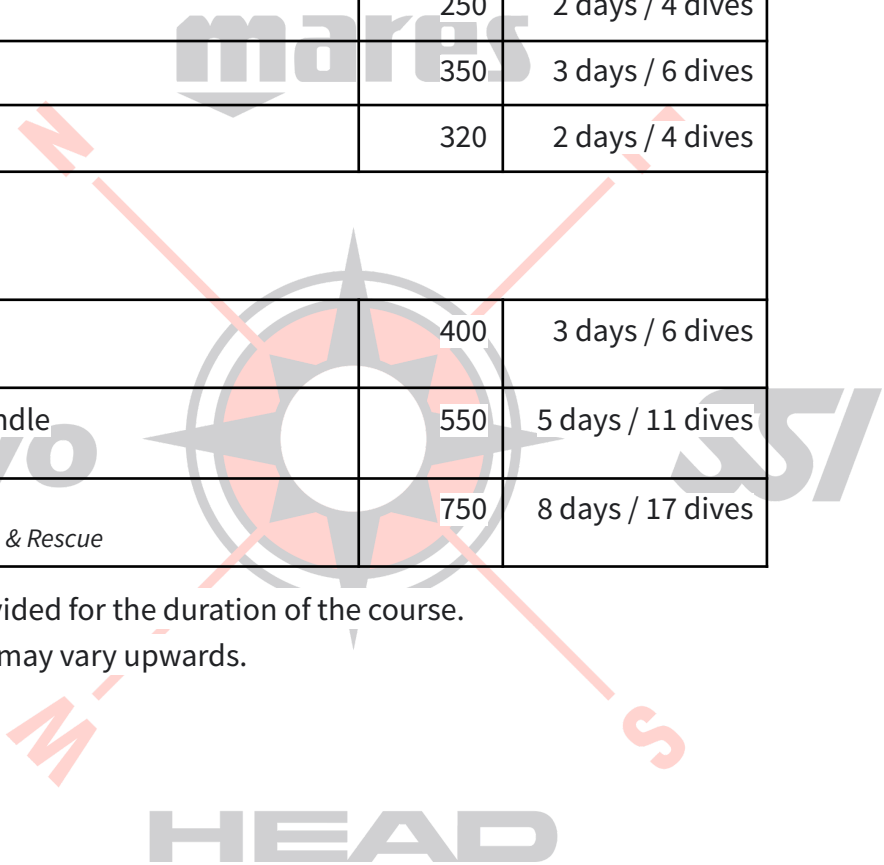 mares
250 2 days / 4 dives
350 3 days / 6 dives
320 2 days / 4 dives
N
400 3 days / 6 dives
ndle 550 5 days / 11 dives
SSI
750 8 days / 17 dives
& Rescue
vided for the duration of the course.
may vary upwards.
W
S
HEAD